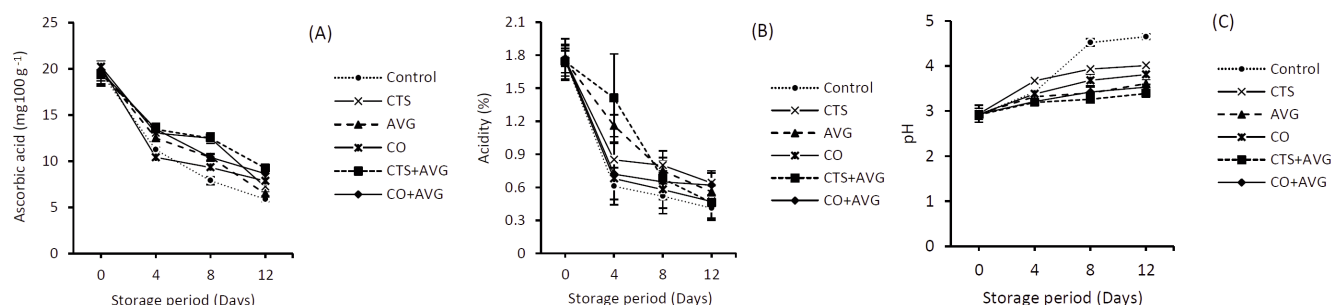 Ascorbic acid (mg100 g⁻¹)
25
20
15
10
5
0
0 4 8 12
Storage period (Days)
(A)
Control
CTS
AVG
CO
CTS+AVG
CO+AVG
Acidity (%)
2.1
1.8
1.5
1.2
0.9
0.6
0.3
0
0 4 8 12
Storage period (Days)
(B)
Control
CTS
AVG
CO
CTS+AVG
CO+AVG
pH
5
4
3
2
1
0
0 4 8 12
Storage period (Days)
(C)
Control
CTS
AVG
CO
CTS+AVG
CO+AVG